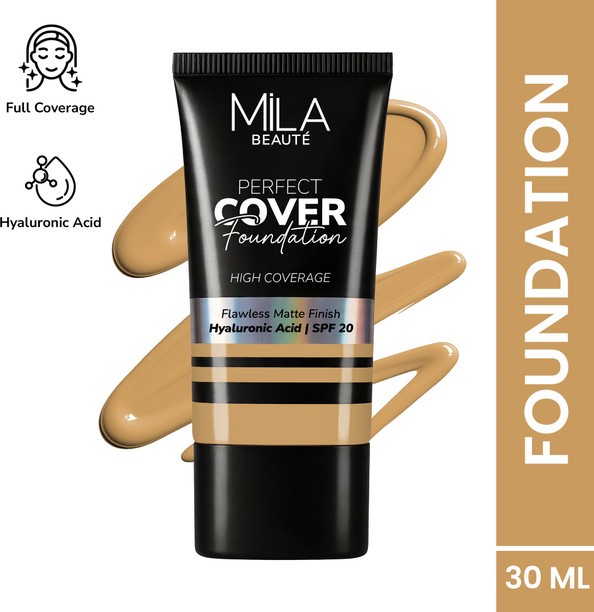 Full Coverage
Hyaluronic Acid
MiLA
BEAUTÉ
PERFECT
COVER
Foundation
HIGH COVERAGE
Flawless Matte Finish
Hyaluronic Acid | SPF 20
FOUNDATION
30 ML